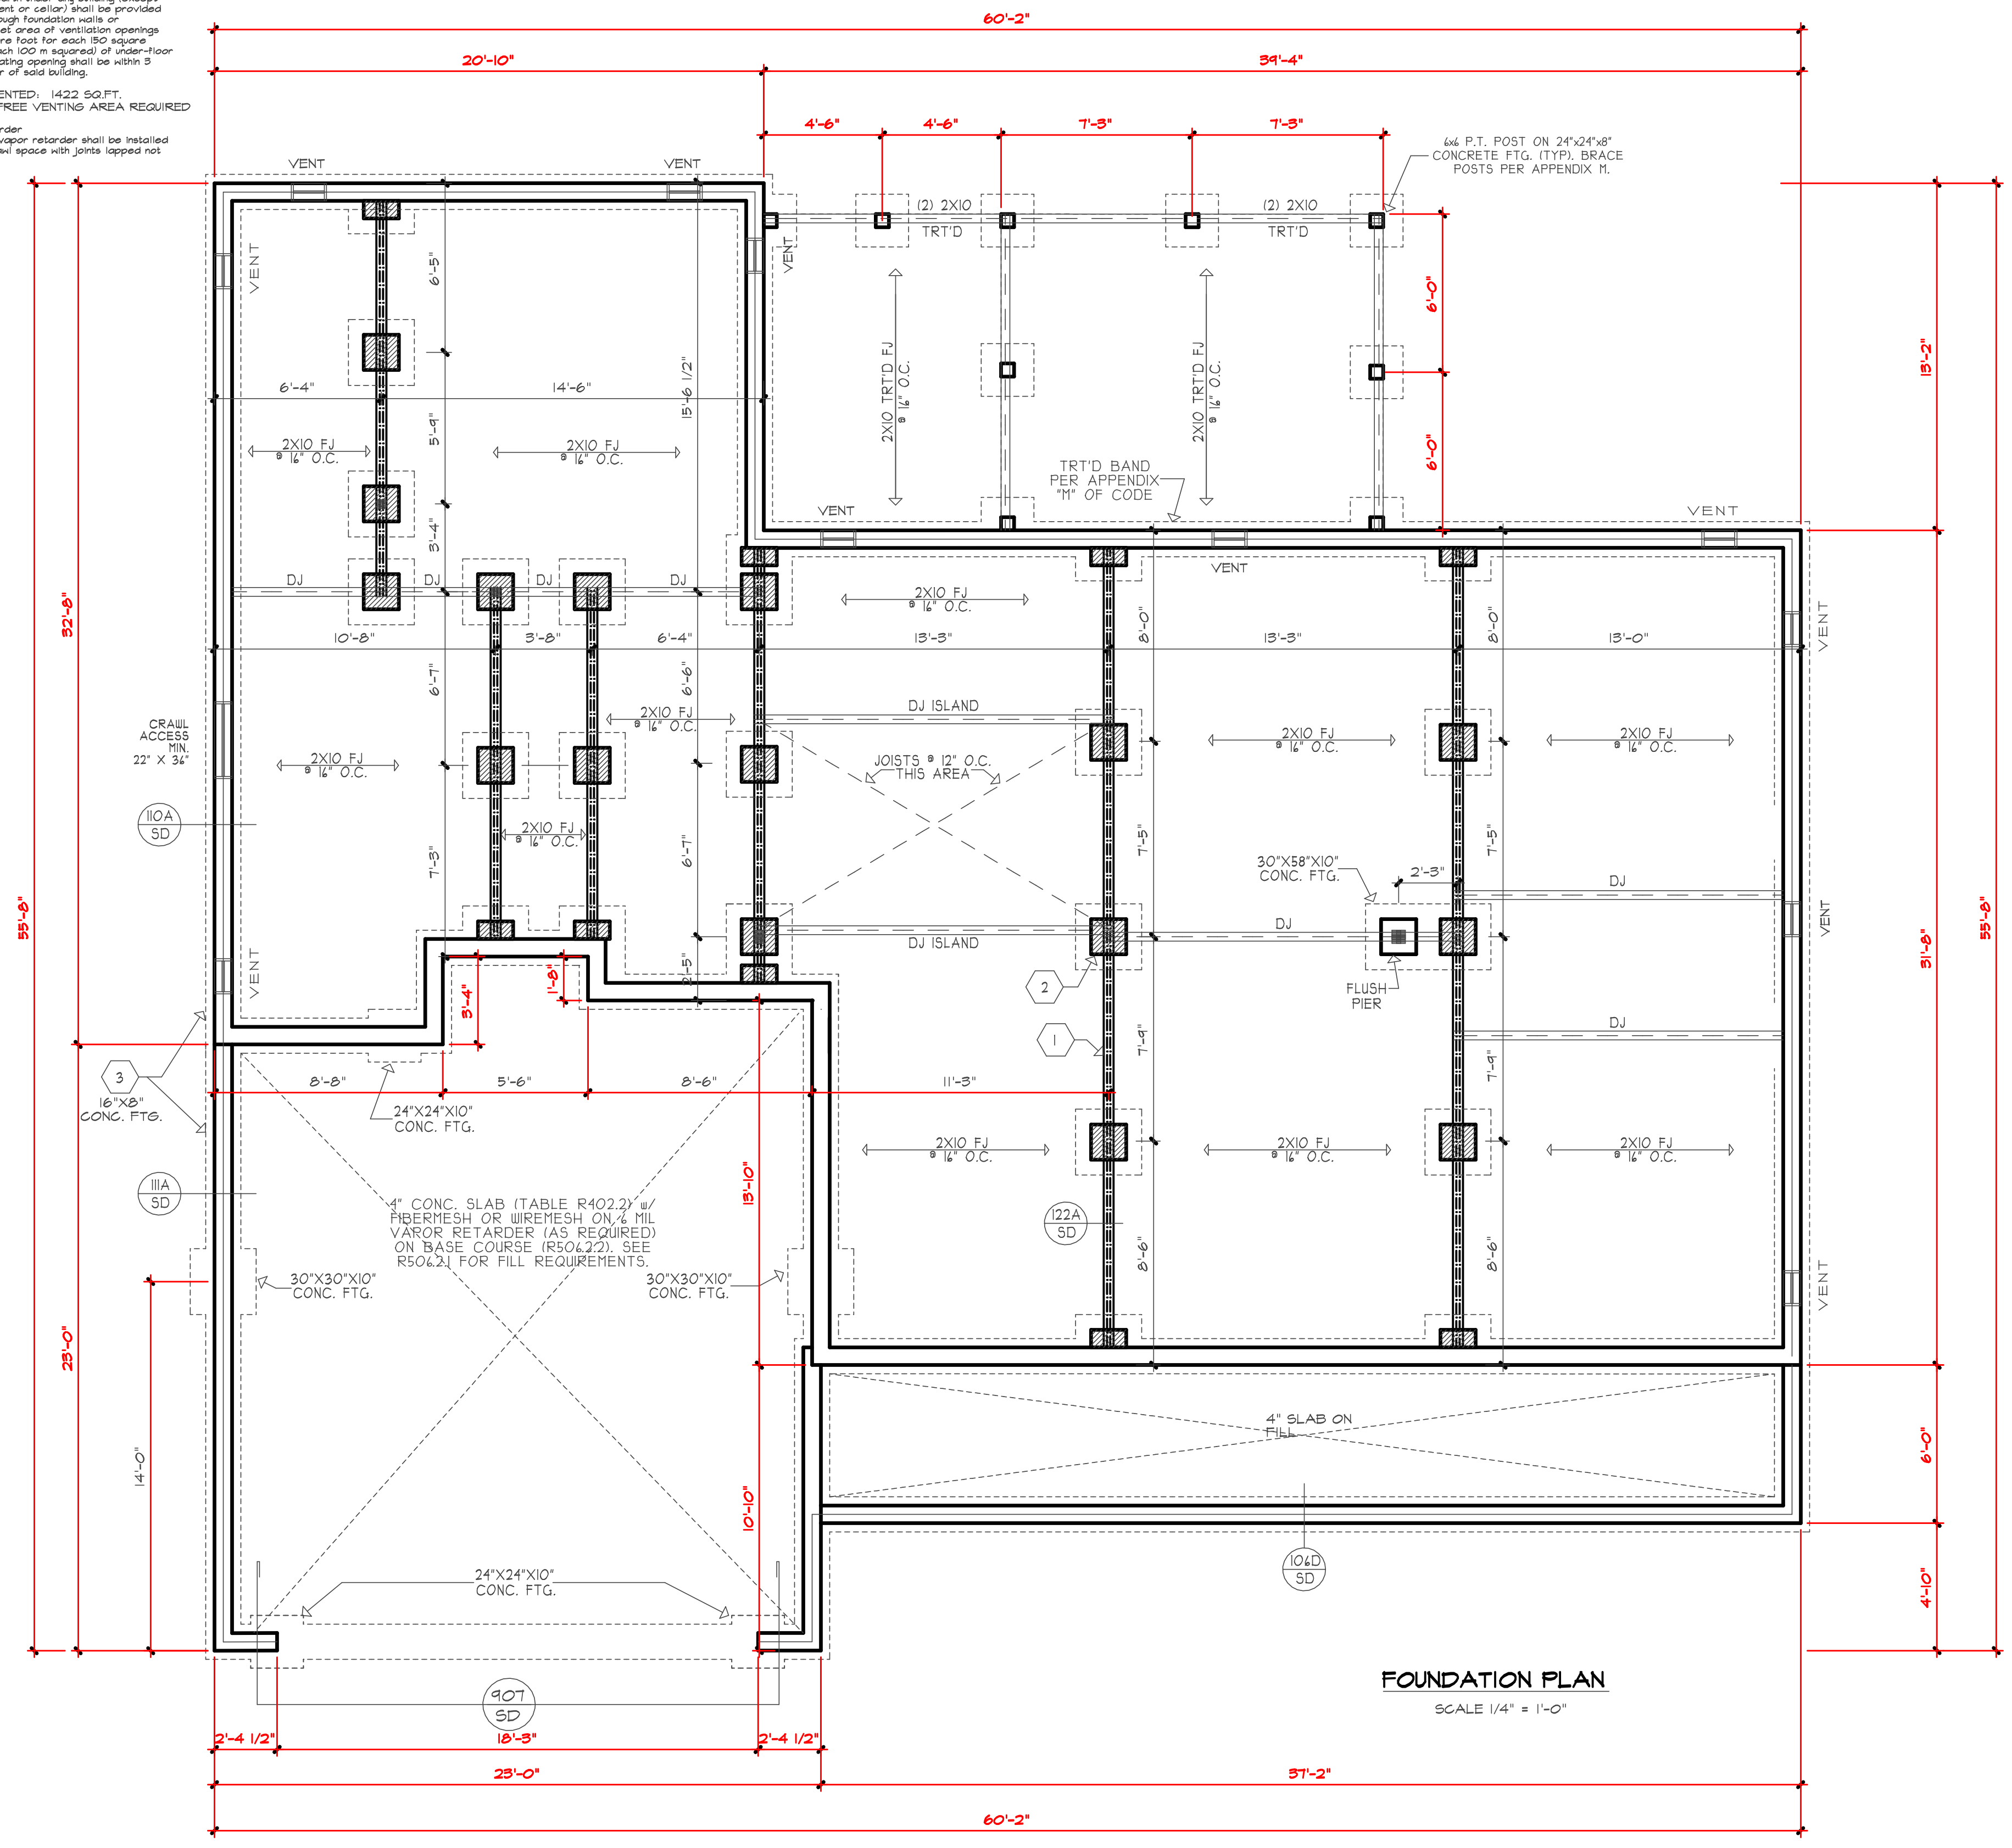 ent or cellar) shall be provided
ough foundation walls or
et area of ventilation openings
re foot for each 150 square
ach 100 m squared) of under-floor
ating opening shall be within 3
r of said building.
ENTED: 1422 SQ.FT.
FREE VENTING AREA REQUIRED
rder
vapor retarder shall be installed
awl space with joints lapped not
60'-2"
20'-10"
39'-4"
4'-6"
4'-6"
7'-3"
7'-3"
6x6 P.T. POST ON 24"x24"x8"
CONCRETE FTG. (TYP). BRACE
POSTS PER APPENDIX M.
VENT
VENT
VENT
VENT
(2) 2X10
TRT'D
(2) 2X10
TRT'D
6'-5"
6'-0"
6'-0"
13'-2"
2X10 TRT'D FJ
@ 16" O.C.
2X10 TRT'D FJ
@ 16" O.C.
6'-4"
14'-6"
15'-6 1/2"
5'-9"
2X10 FJ
@ 16" O.C.
2X10 FJ
@ 16" O.C.
TRT'D BAND
PER APPENDIX
"M" OF CODE
3'-4"
VENT
VENT
VENT
32'-8"
DJ
DJ
DJ
DJ
2X10 FJ
@ 16" O.C.
8'-0"
8'-0"
VENT
10'-8"
3'-8"
6'-4"
13'-3"
13'-3"
13'-0"
6'-7"
6'-6"
CRAWL
ACCESS
MIN.
22" X 36"
2X10 FJ
@ 16" O.C.
DJ ISLAND
2X10 FJ
@ 16" O.C.
2X10 FJ
@ 16" O.C.
2X10 FJ
@ 16" O.C.
JOISTS @ 12" O.C.
THIS AREA
110A
SD
2X10 FJ
@ 16" O.C.
7'-3"
6'-7"
7'-5"
7'-5"
30"X58"X10"
CONC. FTG.
2'-3"
DJ
55'-8"
55'-8"
VENT
DJ ISLAND
DJ
31'-8"
VENT
3'-4"
1'-8"
2'-5"
2
FLUSH
PIER
DJ
1
7'-9"
7'-9"
3
16"X8"
CONC. FTG.
8'-8"
5'-6"
8'-6"
11'-3"
24"X24"X10"
CONC. FTG.
2X10 FJ
@ 16" O.C.
2X10 FJ
@ 16" O.C.
2X10 FJ
@ 16" O.C.
111A
SD
13'-10"
4" CONC. SLAB (TABLE R402.2) w/
FIBERMESH OR WIREMESH ON 6 MIL
VAPOR RETARDER (AS REQUIRED)
ON BASE COURSE (R506.2.2). SEE
R506.2.1 FOR FILL REQUIREMENTS.
122A
SD
8'-6"
8'-6"
VENT
30"X30"X10"
CONC. FTG.
30"X30"X10"
CONC. FTG.
23'-0"
14'-0"
4" SLAB ON
FILL
6'-0"
10'-10"
106D
SD
24"X24"X10"
CONC. FTG.
4'-10"
907
SD
FOUNDATION PLAN
SCALE 1/4" = 1'-0"
2'-4 1/2"
18'-3"
2'-4 1/2"
23'-0"
37'-2"
60'-2"